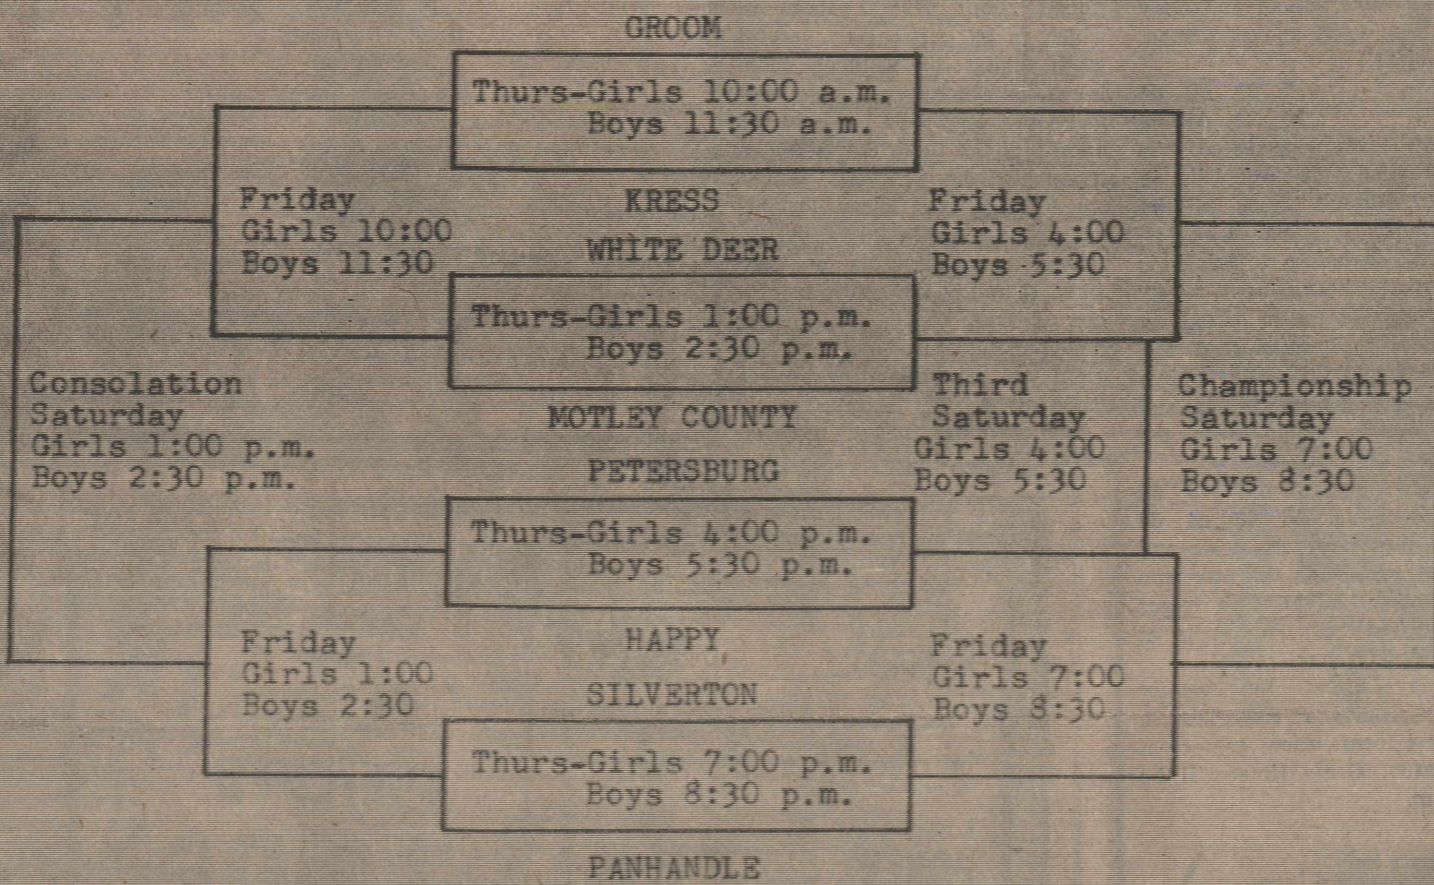 GROOM
Thurs-Girls 10:00 a.m.
Boys 11:30 a.m.
KRESS
Friday
Girls 10:00
Boys 11:30
Friday
Girls 4:00
Boys 5:30
WHITE DEER
Thurs-Girls 1:00 p.m.
Boys 2:30 p.m.
MOTLEY COUNTY
Consolation
Saturday
Girls 1:00 p.m.
Boys 2:30 p.m.
Third
Saturday
Girls 4:00
Boys 5:30
Championship
Saturday
Girls 7:00
Boys 8:30
PETERSBURG
Thurs-Girls 4:00 p.m.
Boys 5:30 p.m.
HAPPY
Friday
Girls 1:00
Boys 2:30
Friday
Girls 7:00
Boys 8:30
SILVERTON
Thurs-Girls 7:00 p.m.
Boys 8:30 p.m.
PANHANDLE